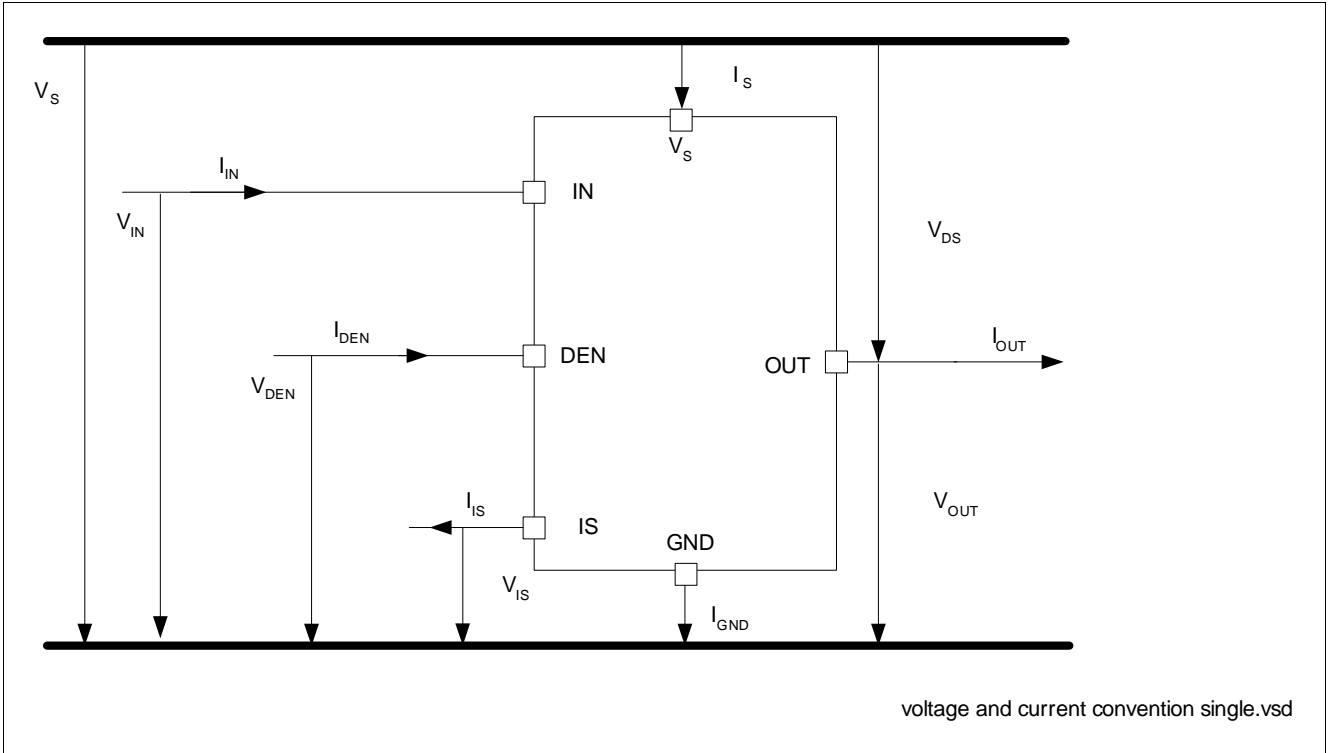 V_S
I_S
V_S
I_IN
IN
V_IN
V_DS
I_DEN
DEN
I_OUT
OUT
V_DEN
I_IS
IS
V_OUT
GND
V_IS
I_GND
voltage and current convention single.vsd